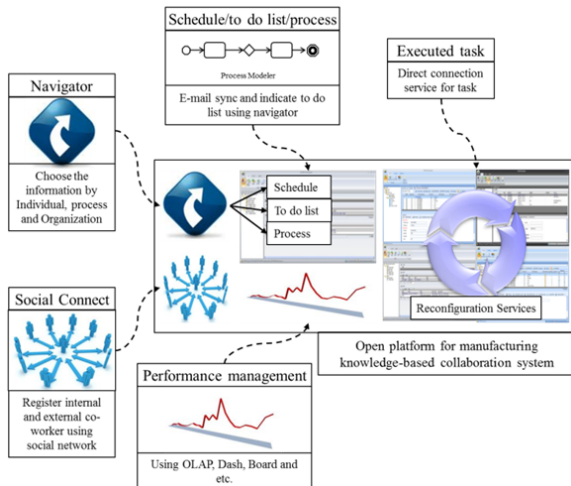 Schedule/to do list/process
Process Modeler
E-mail sync and indicate to do
list using navigator
Executed task
Direct connection
service for task
Navigator
Choose the
information by
Individual, process
and Organization
Schedule
To do list
Process
Reconfiguration Services
Social Connect
Register internal
and external co-
worker using
social network
Open platform for manufacturing
knowledge-based collaboration system
Performance management
Using OLAP, Dash, Board and
etc.